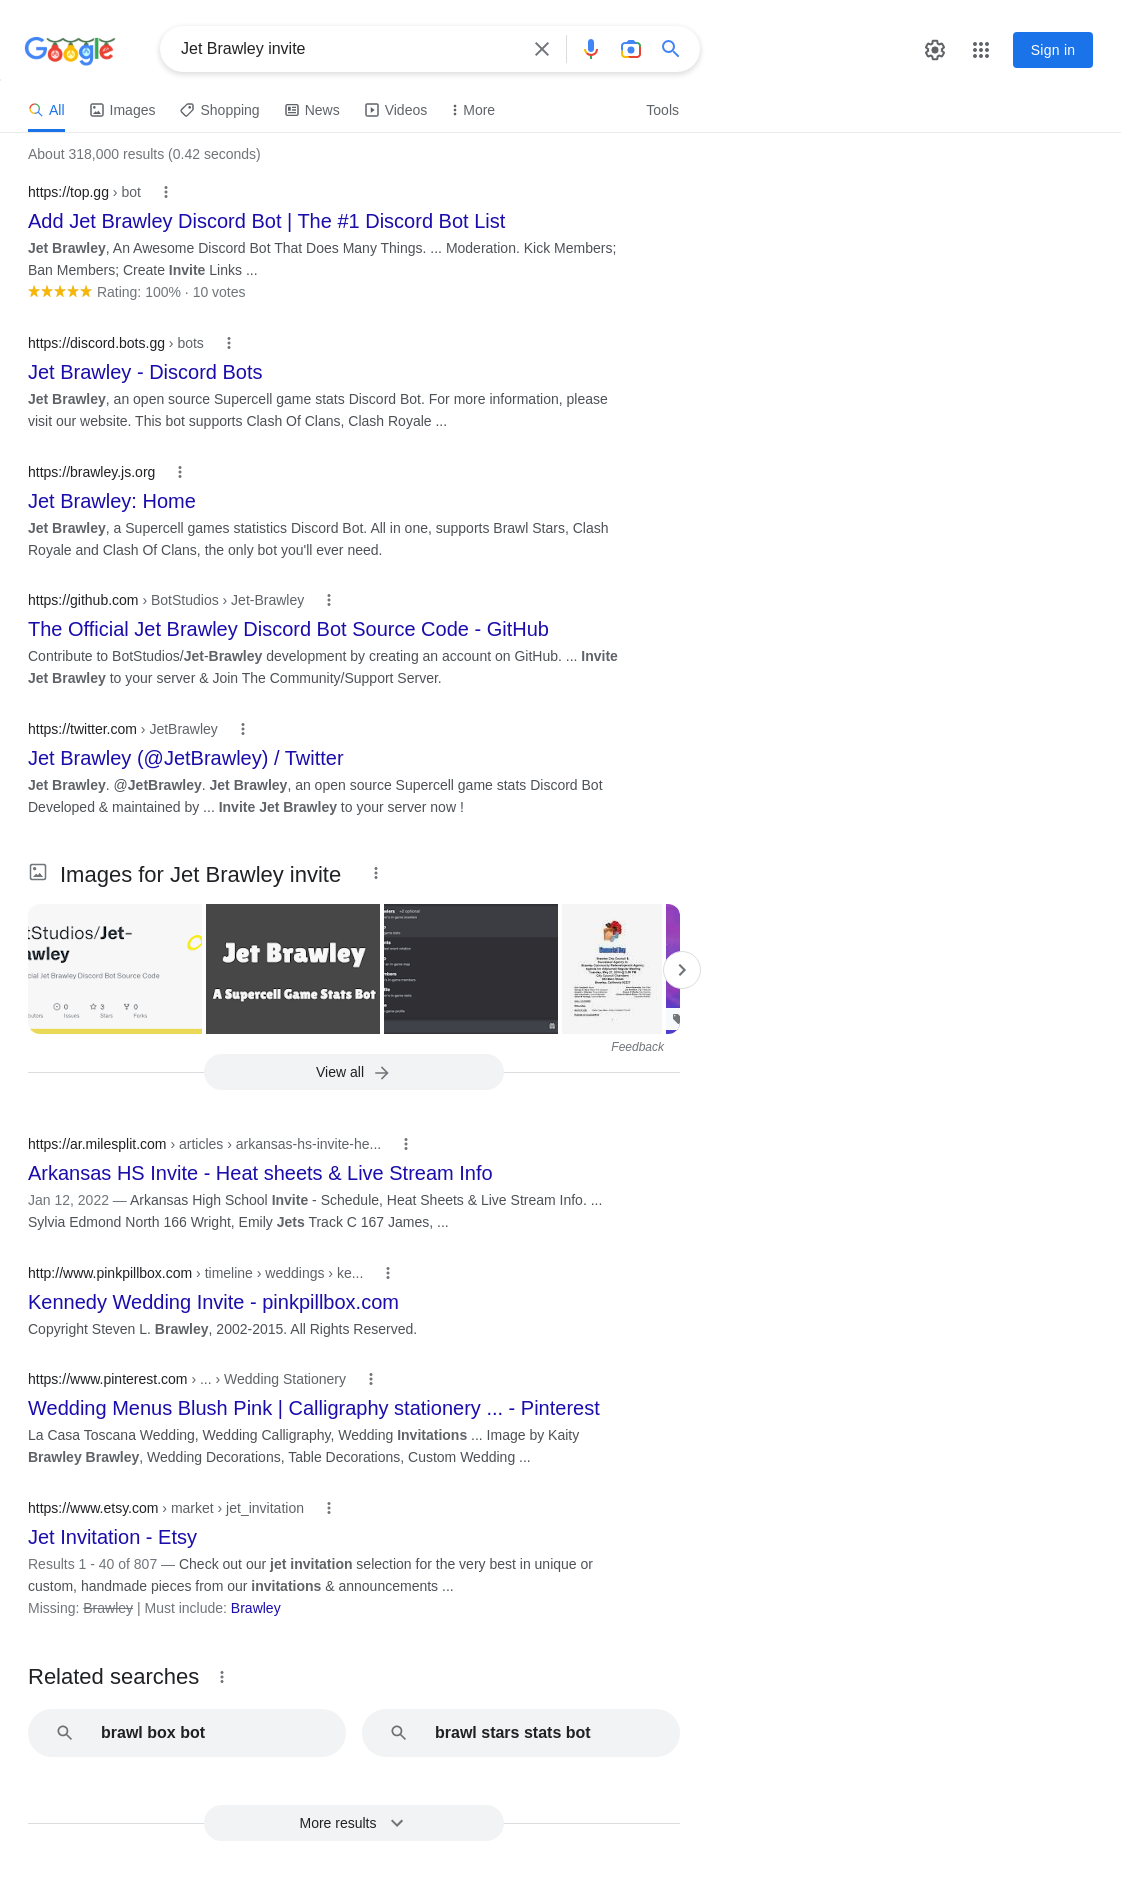 Google
Jet Brawley invite
Sign in
All Images Shopping News Videos More Tools
About 318,000 results (0.42 seconds)
https://top.gg › bot
Add Jet Brawley Discord Bot | The #1 Discord Bot List
Jet Brawley, An Awesome Discord Bot That Does Many Things. ... Moderation. Kick Members;
Ban Members; Create Invite Links ...
Rating: 100% · 10 votes
https://discord.bots.gg › bots
Jet Brawley - Discord Bots
Jet Brawley, an open source Supercell game stats Discord Bot. For more information, please
visit our website. This bot supports Clash Of Clans, Clash Royale ...
https://brawley.js.org
Jet Brawley: Home
Jet Brawley, a Supercell games statistics Discord Bot. All in one, supports Brawl Stars, Clash
Royale and Clash Of Clans, the only bot you'll ever need.
https://github.com › BotStudios › Jet-Brawley
The Official Jet Brawley Discord Bot Source Code - GitHub
Contribute to BotStudios/Jet-Brawley development by creating an account on GitHub. ... Invite
Jet Brawley to your server & Join The Community/Support Server.
https://twitter.com › JetBrawley
Jet Brawley (@JetBrawley) / Twitter
Jet Brawley. @JetBrawley. Jet Brawley, an open source Supercell game stats Discord Bot
Developed & maintained by ... Invite Jet Brawley to your server now !
Images for Jet Brawley invite
tStudios/Jet-
awley
cial Jet Brawley Discord Bot Source Code
0 3 0
Issues Stars Forks
Jet Brawley
A Supercell Game Stats Bot
Memorial Day
Feedback
View all
https://ar.milesplit.com › articles › arkansas-hs-invite-he...
Arkansas HS Invite - Heat sheets & Live Stream Info
Jan 12, 2022 — Arkansas High School Invite - Schedule, Heat Sheets & Live Stream Info. ...
Sylvia Edmond North 166 Wright, Emily Jets Track C 167 James, ...
http://www.pinkpillbox.com › timeline › weddings › ke...
Kennedy Wedding Invite - pinkpillbox.com
Copyright Steven L. Brawley, 2002-2015. All Rights Reserved.
https://www.pinterest.com › ... › Wedding Stationery
Wedding Menus Blush Pink | Calligraphy stationery ... - Pinterest
La Casa Toscana Wedding, Wedding Calligraphy, Wedding Invitations ... Image by Kaity
Brawley Brawley, Wedding Decorations, Table Decorations, Custom Wedding ...
https://www.etsy.com › market › jet_invitation
Jet Invitation - Etsy
Results 1 - 40 of 807 — Check out our jet invitation selection for the very best in unique or
custom, handmade pieces from our invitations & announcements ...
Missing: Brawley | Must include: Brawley
Related searches
brawl box bot
brawl stars stats bot
More results